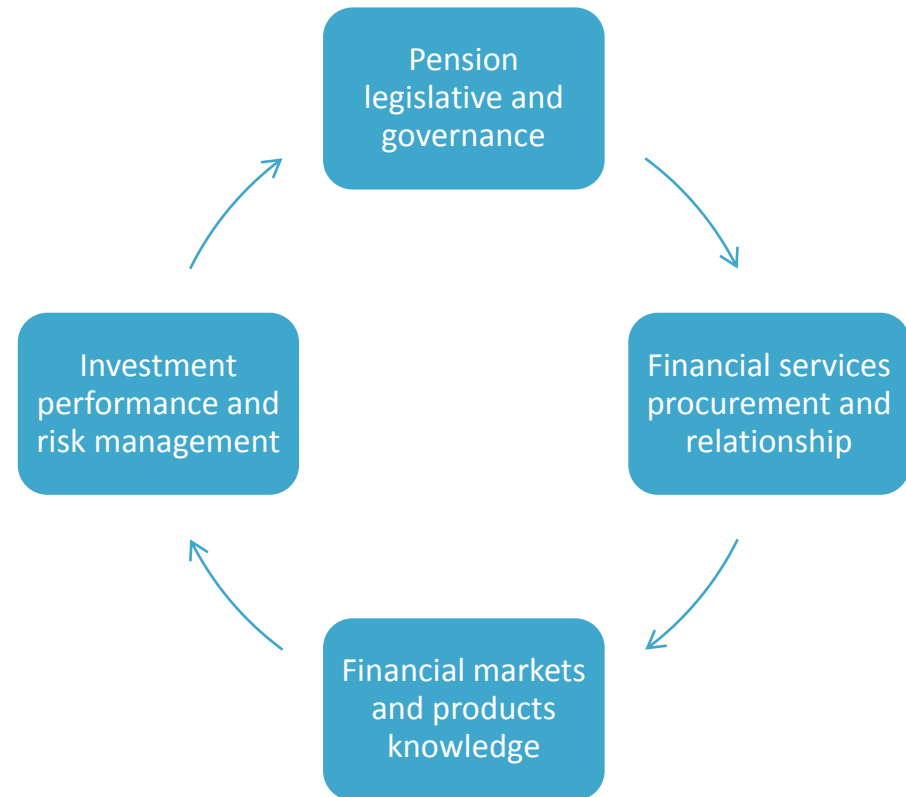 Pension
legislative and
governance
Financial services
procurement and
relationship
Financial markets
and products
knowledge
Investment
performance and
risk management